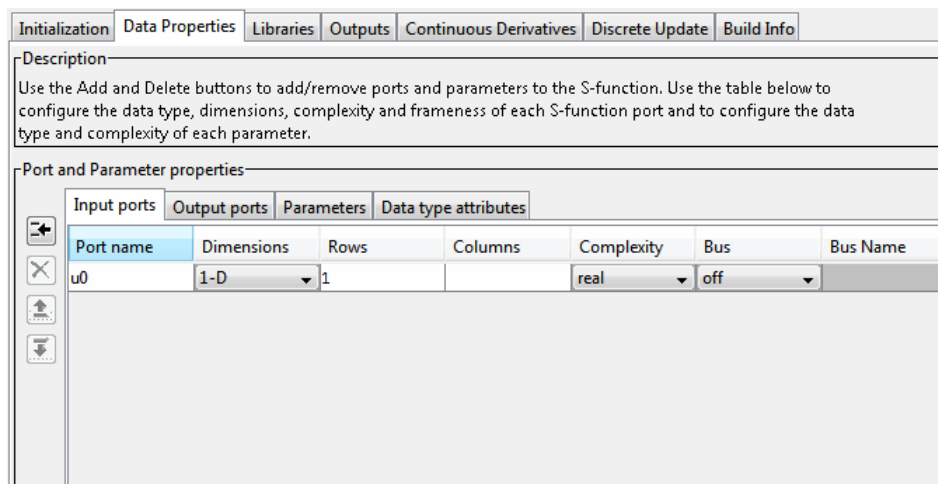 Initialization Data Properties Libraries Outputs Continuous Derivatives Discrete Update Build Info
Description
Use the Add and Delete buttons to add/remove ports and parameters to the S-function. Use the table below to
configure the data type, dimensions, complexity and frameness of each S-function port and to configure the data
type and complexity of each parameter.
Port and Parameter properties
Input ports Output ports Parameters Data type attributes
Port name Dimensions Rows Columns Complexity Bus Bus Name
u0 1-D 1 real off